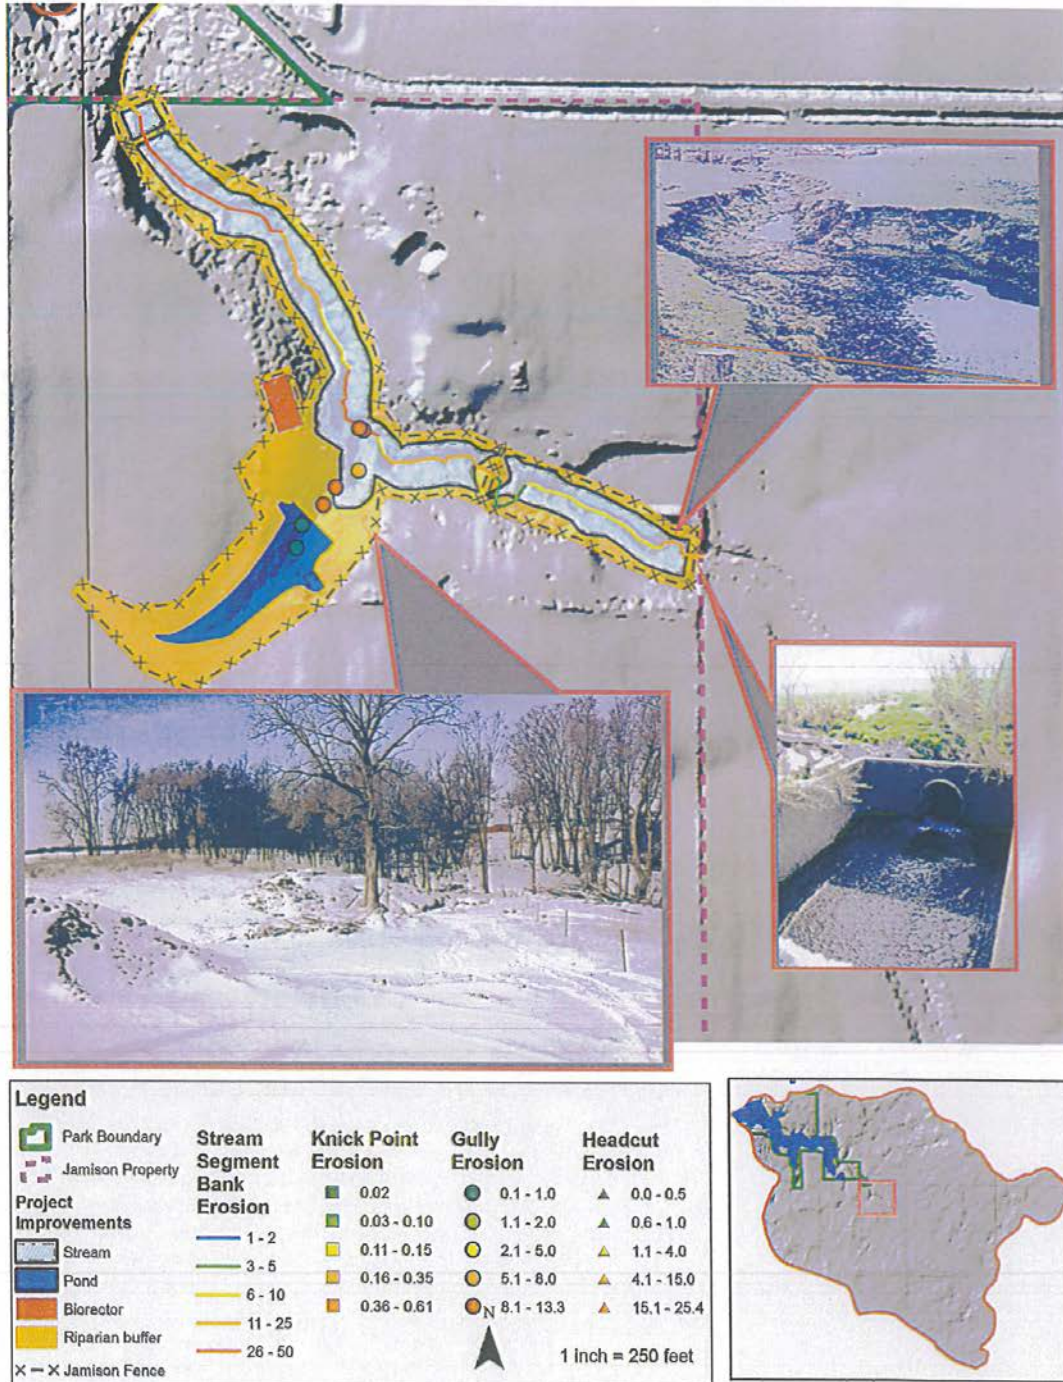 Legend
Park Boundary
Jamison Property
Project
Improvements
Stream
Pond
Biorector
Riparian buffer
Jamison Fence
Stream
Segment
Bank
Erosion
1 - 2
3 - 5
6 - 10
11 - 25
26 - 50
Knick Point
Erosion
0.02
0.03 - 0.10
0.11 - 0.15
0.16 - 0.35
0.36 - 0.61
Gully
Erosion
0.1 - 1.0
1.1 - 2.0
2.1 - 5.0
5.1 - 8.0
8.1 - 13.3
N
Headcut
Erosion
0.0 - 0.5
0.6 - 1.0
1.1 - 4.0
4.1 - 15.0
15.1 - 25.4
1 inch = 250 feet